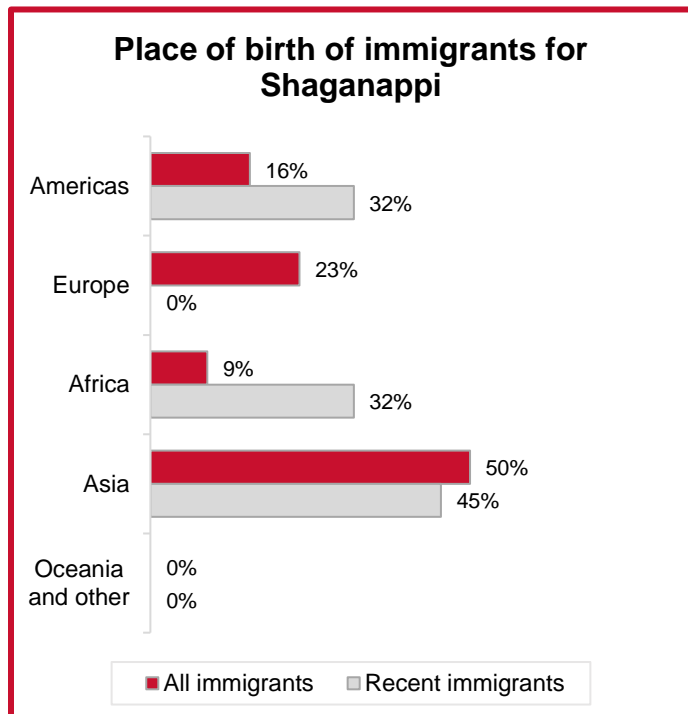 Place of birth of immigrants for
Shaganappi
Americas
16%
32%
Europe
23%
0%
Africa
9%
32%
Asia
50%
45%
Oceania
and other
0%
0%
All immigrants
Recent immigrants